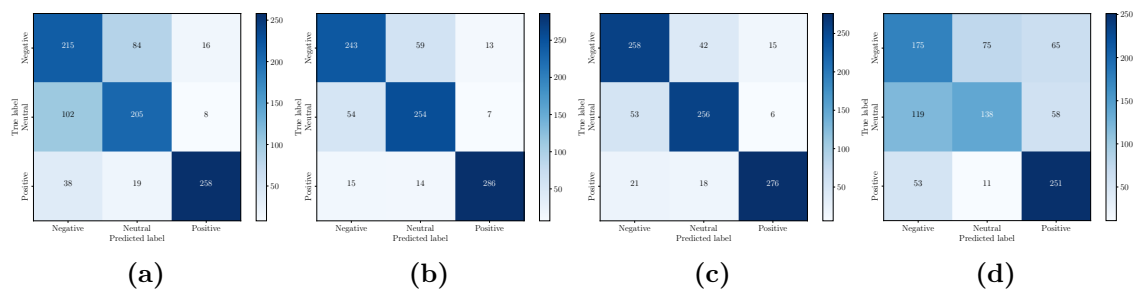 Negative 215 84 16
True label
Neutral 102 205 8
Positive 38 19 258
Negative Neutral Positive
Predicted label
250
200
150
100
50
(a)
Negative 243 59 13
True label
Neutral 54 254 7
Positive 15 14 286
Negative Neutral Positive
Predicted label
250
200
150
100
50
(b)
Negative 258 42 15
True label
Neutral 53 256 6
Positive 21 18 276
Negative Neutral Positive
Predicted label
250
200
150
100
50
(c)
Negative 175 75 65
True label
Neutral 119 138 58
Positive 53 11 251
Negative Neutral Positive
Predicted label
250
200
150
100
50
(d)